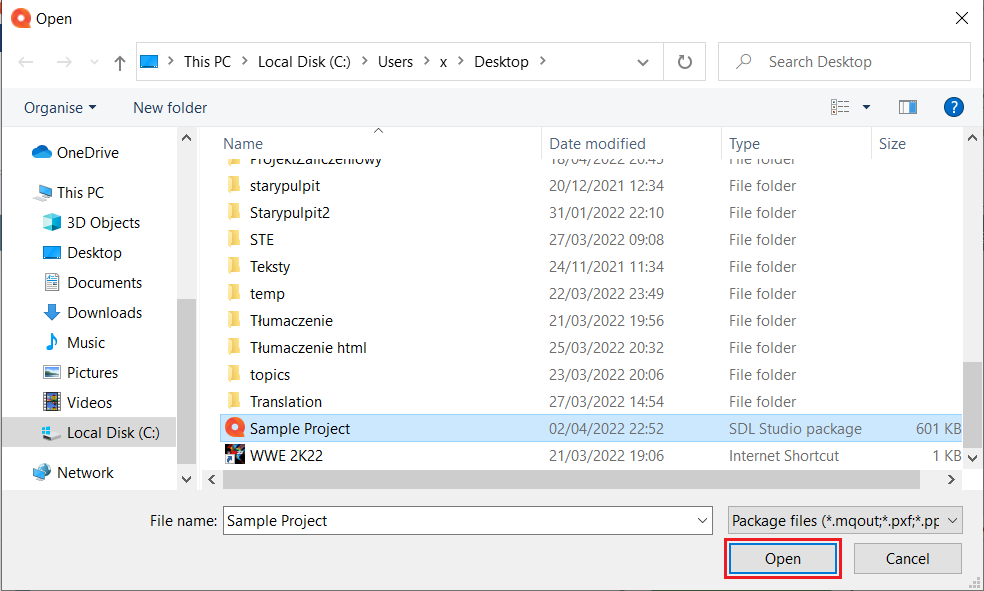 Open
This PC > Local Disk (C:) > Users > x > Desktop >
Search Desktop
Organise
New folder
?
OneDrive
This PC
3D Objects
Desktop
Documents
Downloads
Music
Pictures
Videos
Local Disk (C:)
Network
Name Date modified Type Size
ProjektZaliczeniowy 18/04/2022 20:45 File folder
starypulpit 20/12/2021 12:34 File folder
Starypulpit2 31/01/2022 22:10 File folder
STE 27/03/2022 09:08 File folder
Teksty 24/11/2021 11:34 File folder
temp 22/03/2022 23:49 File folder
Tłumaczenie 21/03/2022 19:56 File folder
Tłumaczenie html 25/03/2022 20:32 File folder
topics 23/03/2022 20:06 File folder
Translation 27/03/2022 14:54 File folder
Sample Project 02/04/2022 22:52 SDL Studio package 601 KB
WWE 2K22 21/03/2022 19:06 Internet Shortcut 1 KB
File name: Sample Project
Package files (*.mqout;*.pxf;*.pp
Open
Cancel